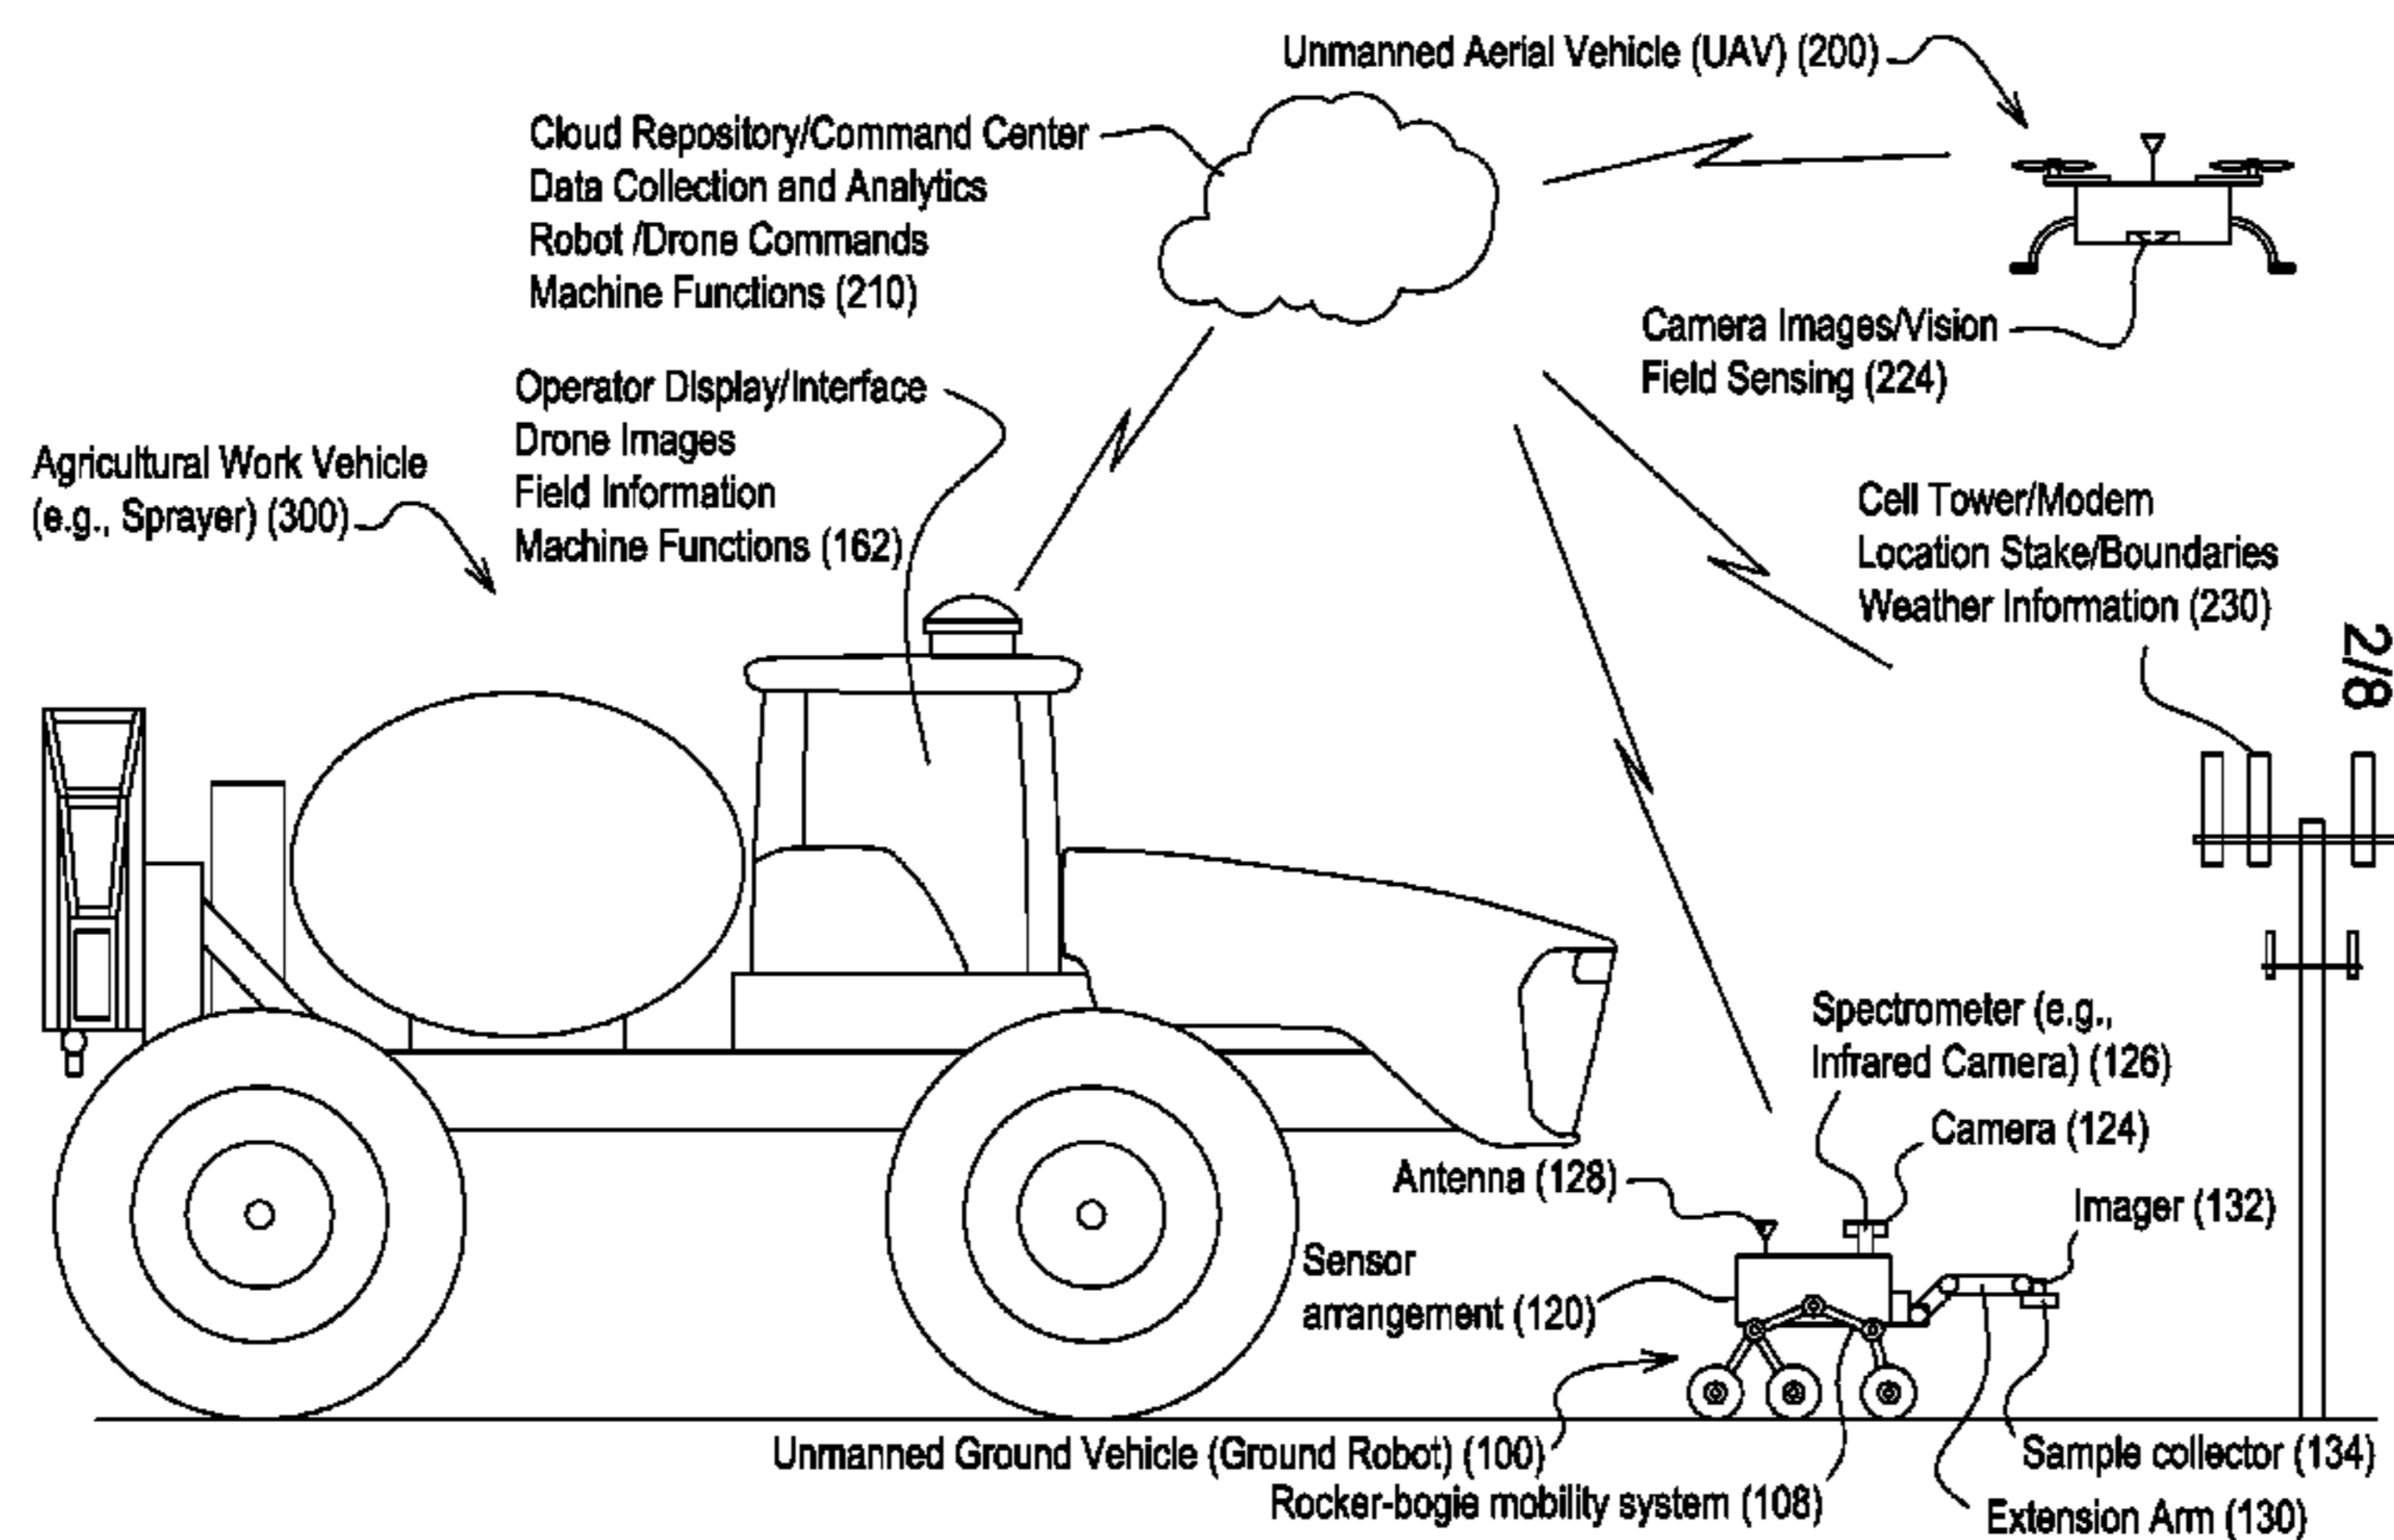 Unmanned Aerial Vehicle (UAV) (200)
Cloud Repository/Command Center
Data Collection and Analytics
Robot /Drone Commands
Machine Functions (210)
Camera Images/Vision
Field Sensing (224)
Operator Display/Interface
Drone Images
Field Information
Machine Functions (162)
Agricultural Work Vehicle
(e.g., Sprayer) (300)
Cell Tower/Modem
Location Stake/Boundaries
Weather Information (230)
2/8
Spectrometer (e.g.,
Infrared Camera) (126)
Camera (124)
Antenna (128)
Imager (132)
Sensor
arrangement (120)
Unmanned Ground Vehicle (Ground Robot) (100)
Sample collector (134)
Rocker-bogie mobility system (108)
Extension Arm (130)